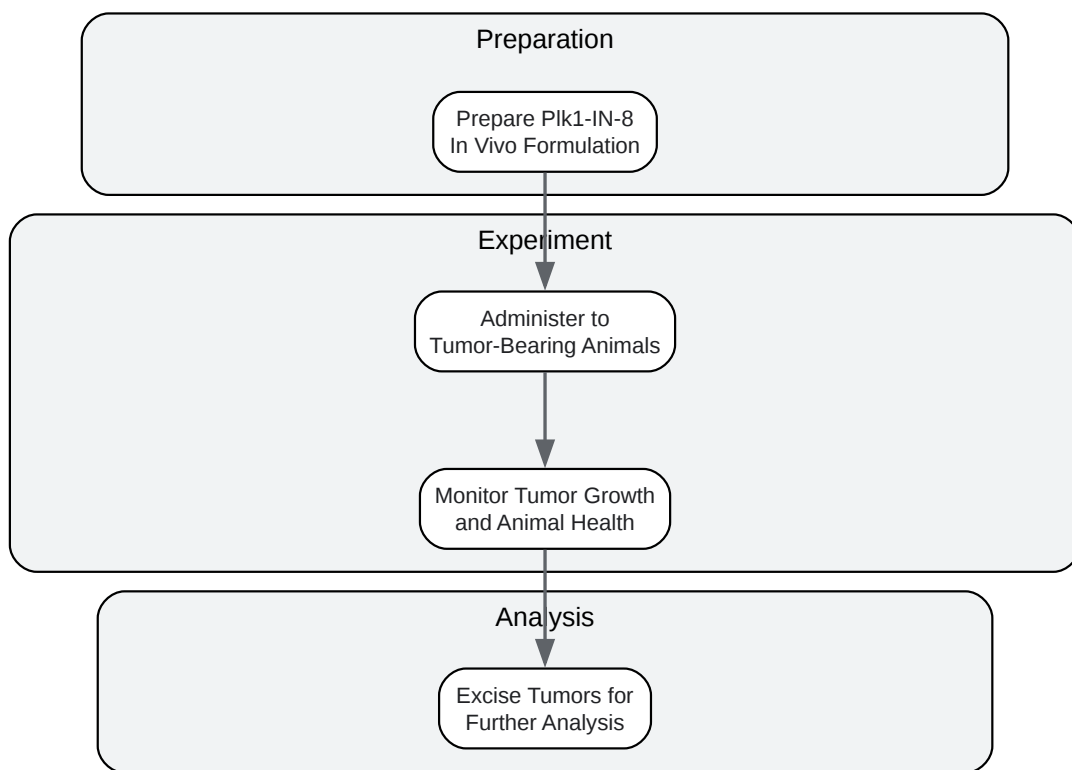 Preparation
Prepare Plk1-IN-8
In Vivo Formulation
Experiment
Administer to
Tumor-Bearing Animals
Monitor Tumor Growth
and Animal Health
Analysis
Excise Tumors for
Further Analysis